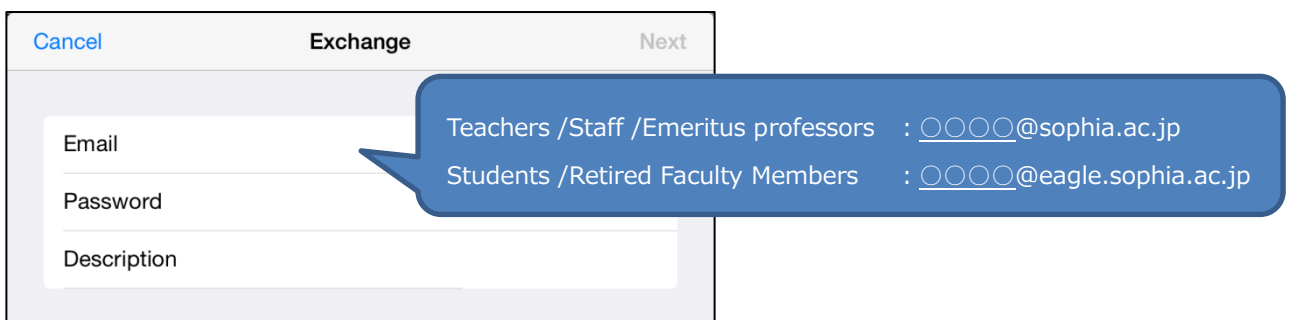 Cancel Exchange Next
Email
Password
Description
Teachers /Staff /Emeritus professors : ○○○○@sophia.ac.jp
Students /Retired Faculty Members : ○○○○@eagle.sophia.ac.jp